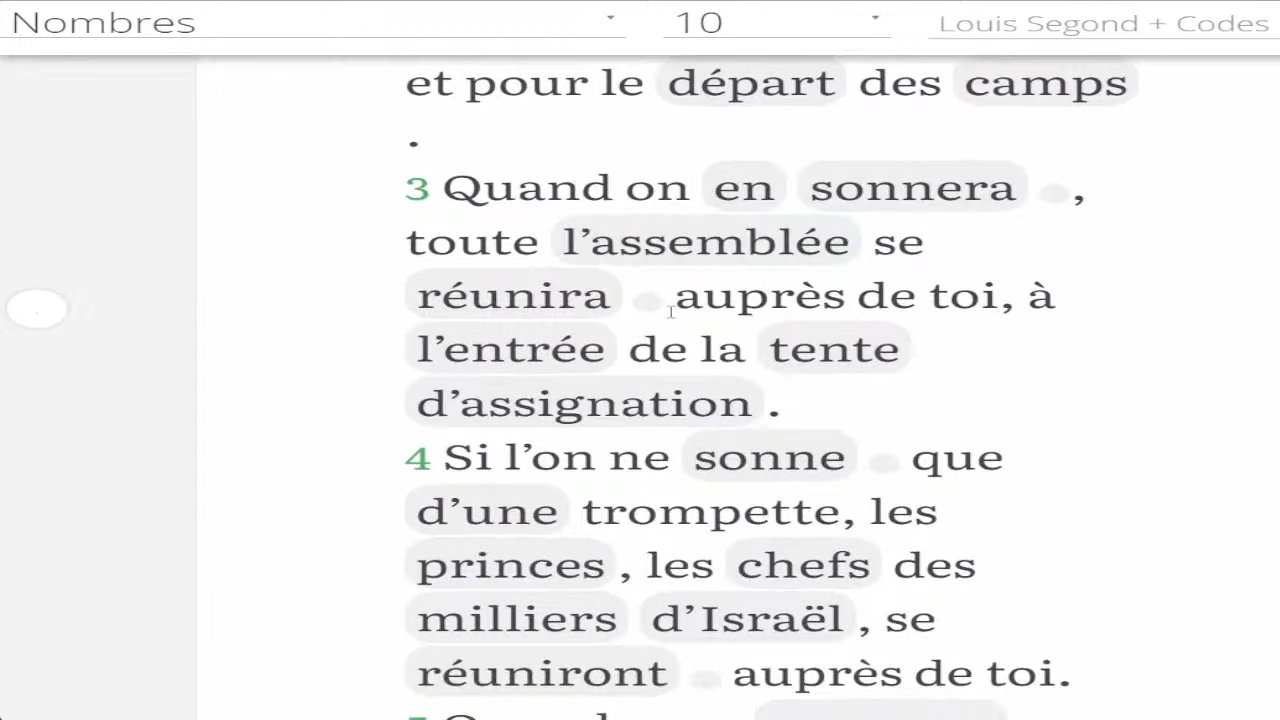 Nombres 10 Louis Segond + Codes
et pour le départ des camps
.
3 Quand on en sonnera ,
toute l’assemblée se
réunira auprès de toi, à
l’entrée de la tente
d’assignation .
4 Si l’on ne sonne que
d’une trompette, les
princes , les chefs des
milliers d’Israël , se
réuniront auprès de toi.